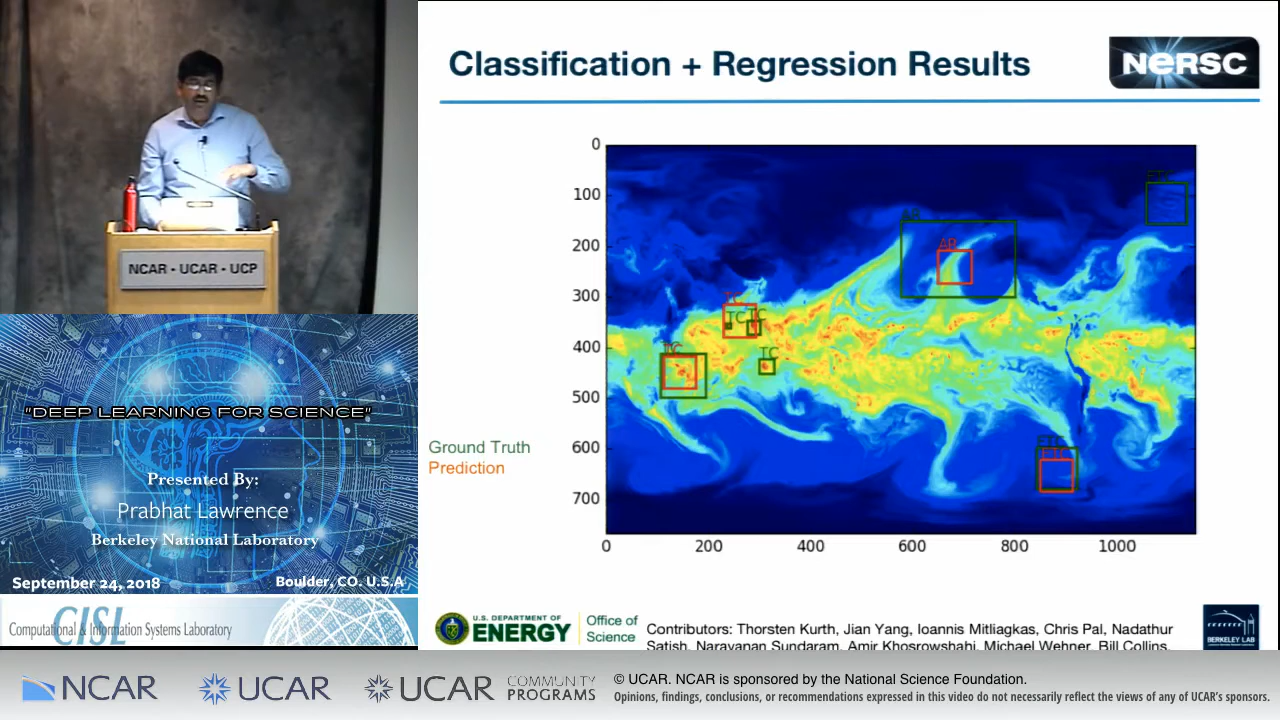 NCAR • UCAR • UCP
"DEEP LEARNING FOR SCIENCE"
Presented By:
Prabhat Lawrence
Berkeley National Laboratory
September 24, 2018
Boulder, CO. U.S.A
CISL
Computational & Information Systems Laboratory
Classification + Regression Results
NERSC
0
100
200
300
400
500
600
700
0
200
400
600
800
1000
ETC
AR
AR
TC
TC
TC
TC
TC
ETC
ETC
Ground Truth
Prediction
U.S. DEPARTMENT OF
ENERGY
Office of
Science
Contributors: Thorsten Kurth, Jian Yang, Ioannis Mitliagkas, Chris Pal, Nadathur
Satish, Narayanan Sundaram, Amir Khosrowshahi, Michael Wehner, Bill Collins.
BERKELEY LAB
NCAR
UCAR
UCAR
COMMUNITY
PROGRAMS
© UCAR. NCAR is sponsored by the National Science Foundation.
Opinions, findings, conclusions, or recommendations expressed in this video do not necessarily reflect the views of any of UCAR's sponsors.